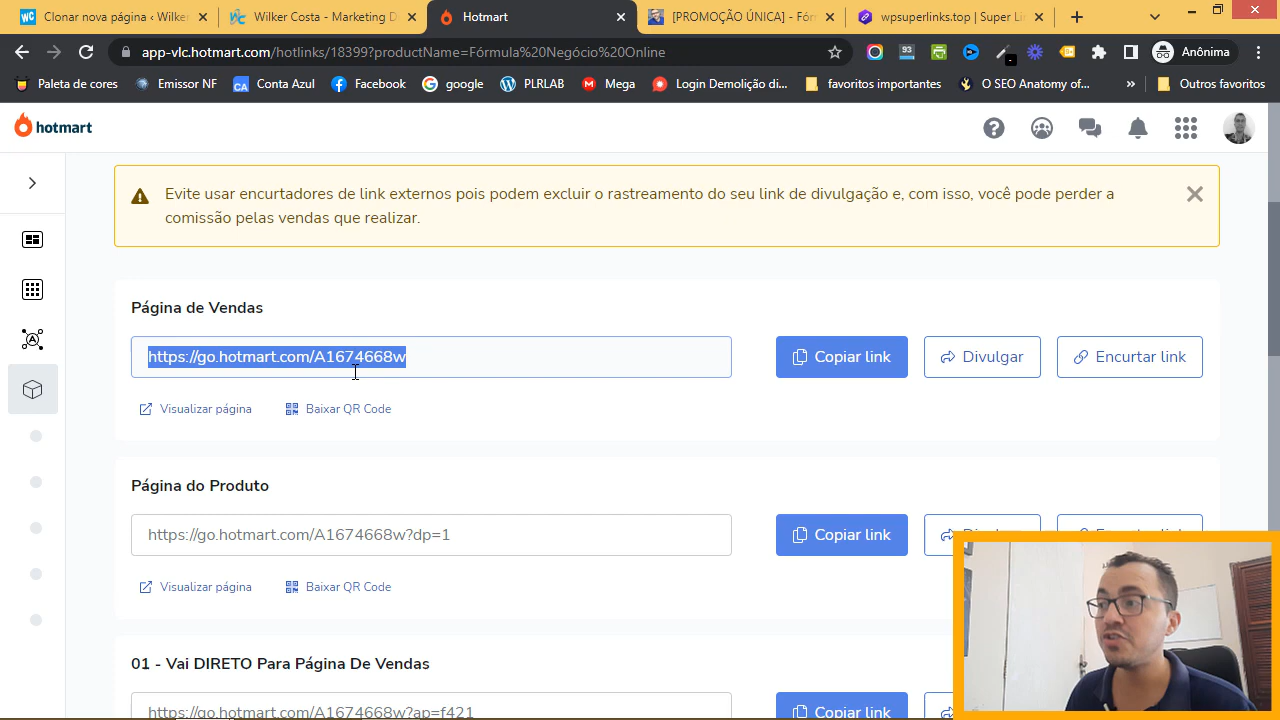 Clonar nova página ‹ Wilker
Wilker Costa - Marketing D
Hotmart
[PROMOÇÃO ÚNICA] - Fór
wpsuperlinks.top | Super Li
app-vlc.hotmart.com/hotlinks/18399?productName=Fórmula%20Negócio%20Online
93
Anônima
Paleta de cores
Emissor NF
CA Conta Azul
Facebook
google
PLRLAB
Mega
Login Demolição di...
favoritos importantes
O SEO Anatomy of...
»
Outros favoritos
hotmart
Evite usar encurtadores de link externos pois podem excluir o rastreamento do seu link de divulgação e, com isso, você pode perder a
comissão pelas vendas que realizar.
Página de Vendas
https://go.hotmart.com/A1674668w
Copiar link
Divulgar
Encurtar link
Visualizar página
Baixar QR Code
Página do Produto
https://go.hotmart.com/A1674668w?dp=1
Copiar link
Visualizar página
Baixar QR Code
01 - Vai DIRETO Para Página De Vendas
https://go.hotmart.com/A1674668w?ap=f421
Copiar link